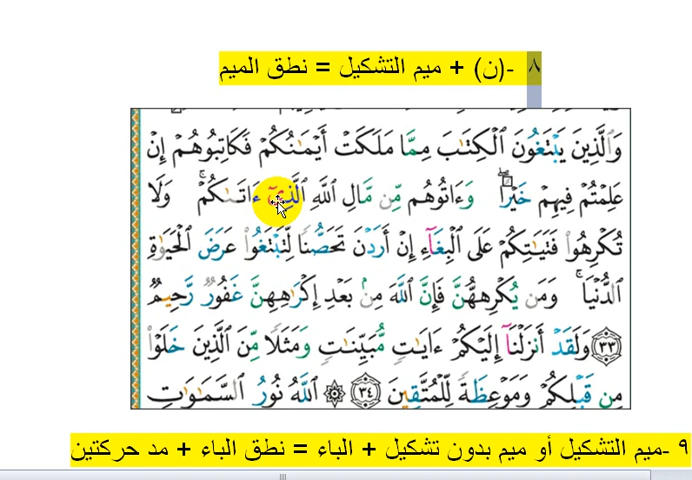 ٨ -(ن) + ميم التشكيل = نطق الميم
وَالَّذِينَ يَبْتَغُونَ الْكِتَٰبَ مِمَّا مَلَكَتْ أَيْمَٰنُكُمْ فَكَاتِبُوهُمْ إِنْ
عَلِمْتُمْ فِيهِمْ خَيْرًا ۖ وَءَاتُوهُم مِّن مَّالِ اللَّهِ الَّذِىٓ ءَاتَىٰكُمْ ۚ وَلَا
تُكْرِهُوا فَتَيَٰتِكُمْ عَلَى الْبِغَآءِ إِنْ أَرَدْنَ تَحَصُّنًا لِّتَبْتَغُوا عَرَضَ الْحَيَوٰةِ
الدُّنْيَا ۚ وَمَن يُكْرِههُّنَّ فَإِنَّ اللَّهَ مِنۢ بَعْدِ إِكْرَٰهِهِنَّ غَفُورٌ رَّحِيمٌ
٣٣ وَلَقَدْ أَنزَلْنَآ إِلَيْكُمْ ءَايَٰتٍ مُّبَيِّنَٰتٍ وَمَثَلًا مِّنَ الَّذِينَ خَلَوْا
مِن قَبْلِكُمْ وَمَوْعِظَةً لِّلْمُتَّقِينَ ٣٤ ۞ اللَّهُ نُورُ السَّمَٰوَٰتِ
٩ -ميم التشكيل أو ميم بدون تشكيل + الباء = نطق الباء + مد حركتين